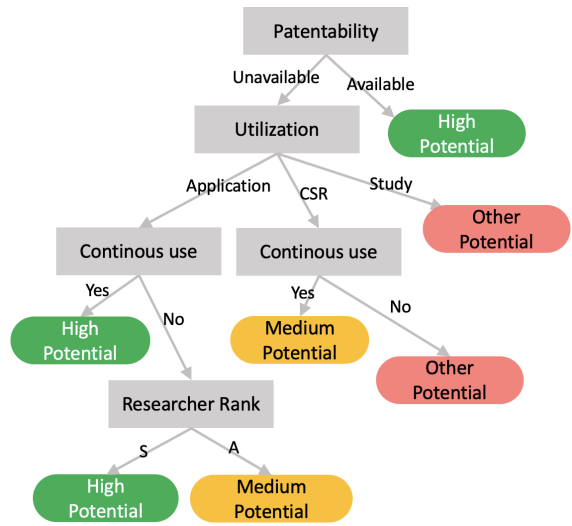 Patentability
Unavailable
Available
Utilization
High
Potential
Application
CSR
Study
Other
Potential
Continous use
Continous use
Yes
No
Yes
No
High
Potential
Medium
Potential
Other
Potential
Researcher Rank
S
A
High
Potential
Medium
Potential